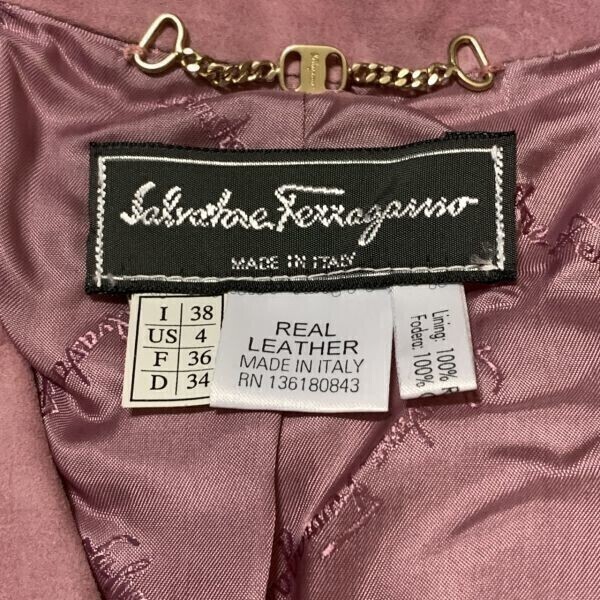 Salvatore Ferragamo
MADE IN ITALY
I 38
US 4
F 36
D 34
REAL
LEATHER
MADE IN ITALY
RN 136180843
Lining: 100%
Fodera: 100%